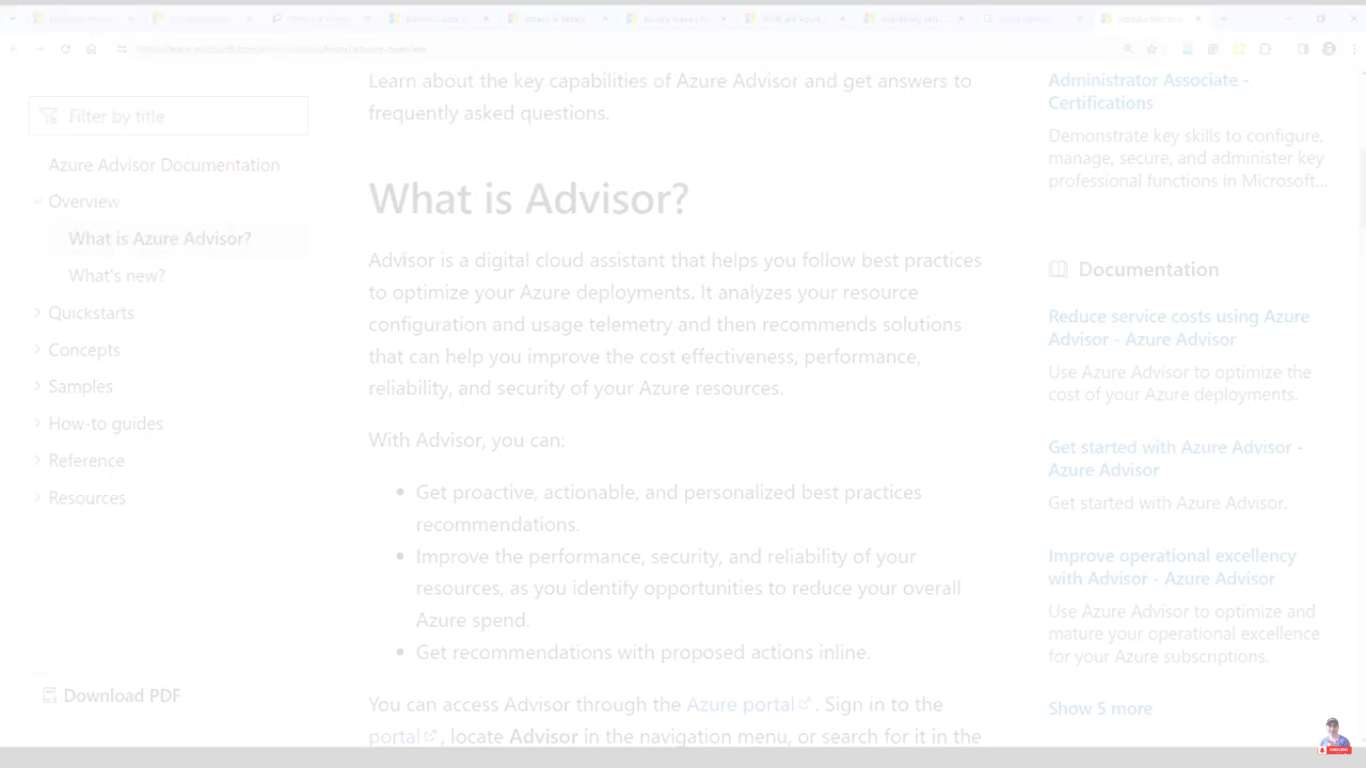 Filter by title
Azure Advisor Documentation
Overview
What is Azure Advisor?
What's new?
Quickstarts
Concepts
Samples
How-to guides
Reference
Resources
Download PDF
Learn about the key capabilities of Azure Advisor and get answers to
frequently asked questions.
What is Advisor?
Advisor is a digital cloud assistant that helps you follow best practices
to optimize your Azure deployments. It analyzes your resource
configuration and usage telemetry and then recommends solutions
that can help you improve the cost effectiveness, performance,
reliability, and security of your Azure resources.
With Advisor, you can:
Get proactive, actionable, and personalized best practices
recommendations.
Improve the performance, security, and reliability of your
resources, as you identify opportunities to reduce your overall
Azure spend.
Get recommendations with proposed actions inline.
You can access Advisor through the Azure portal. Sign in to the
portal, locate Advisor in the navigation menu, or search for it in the
Administrator Associate -
Certifications
Demonstrate key skills to configure,
manage, secure, and administer key
professional functions in Microsoft...
Documentation
Reduce service costs using Azure
Advisor - Azure Advisor
Use Azure Advisor to optimize the
cost of your Azure deployments.
Get started with Azure Advisor -
Azure Advisor
Get started with Azure Advisor.
Improve operational excellency
with Advisor - Azure Advisor
Use Azure Advisor to optimize and
mature your operational excellence
for your Azure subscriptions.
Show 5 more